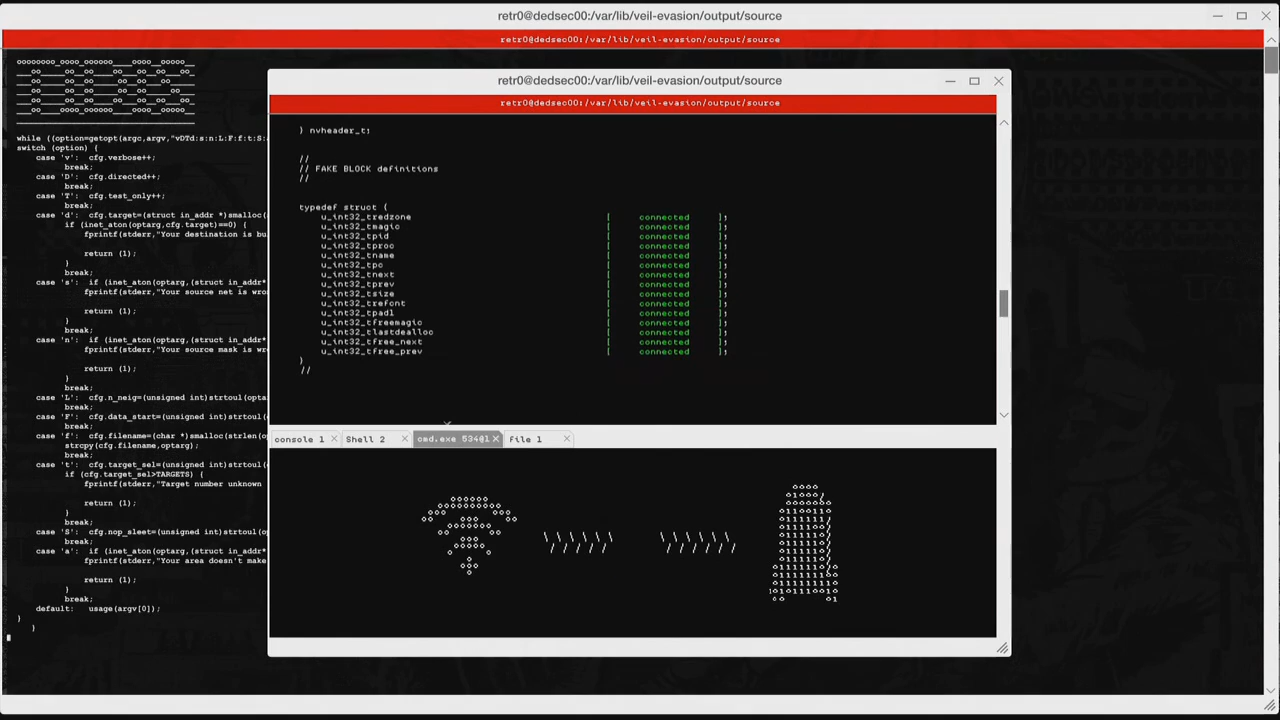 retr0@dedsec00:/var/lib/veil-evasion/output/source
retr0@dedsec00:/var/lib/veil-evasion/output/source
while ((option=getopt(argc,argv,"vDTd:s:n:L:F:f:t:S:
switch (option) {
case 'v': cfg.verbose++;
break;
case 'D': cfg.directed++;
break;
case 'T': cfg.test_only++;
break;
case 'd': cfg.target=(struct in_addr *)smalloc(
if (inet_aton(optarg,cfg.target)==0) {
fprintf(stderr,"Your destination is bu
return (1);
}
break;
case 's': if (inet_aton(optarg,(struct in_addr*
fprintf(stderr,"Your source net is wro
return (1);
}
break;
case 'n': if (inet_aton(optarg,(struct in_addr*
fprintf(stderr,"Your source mask is wr
return (1);
}
break;
case 'L': cfg.n_neig=(unsigned int)strtoul(opta
break;
case 'F': cfg.data_start=(unsigned int)strtoul(
break;
case 'f': cfg.filename=(char *)smalloc(strlen(o
strcpy(cfg.filename,optarg);
break;
case 't': cfg.target_sel=(unsigned int)strtoul(
if (cfg.target_sel>TARGETS) {
fprintf(stderr,"Target number unknown
return (1);
}
break;
case 'S': cfg.nop_sleet=(unsigned int)strtoul(o
break;
case 'a': if (inet_aton(optarg,(struct in_addr*
fprintf(stderr,"Your area doesn't make
return (1);
}
break;
default: usage(argv[0]);
}
}
retr0@dedsec00:/var/lib/veil-evasion/output/source
retr0@dedsec00:/var/lib/veil-evasion/output/source
} nvheader_t;
//
// FAKE BLOCK definitions
//
typedef struct {
u_int32_tredzone [ connected ];
u_int32_tmagic [ connected ];
u_int32_tpid [ connected ];
u_int32_tproc [ connected ];
u_int32_tname [ connected ];
u_int32_tpo [ connected ];
u_int32_tnext [ connected ];
u_int32_tprev [ connected ];
u_int32_tsize [ connected ];
u_int32_trefcnt [ connected ];
u_int32_tpad1 [ connected ];
u_int32_tfreemagic [ connected ];
u_int32_tlastdealloc [ connected ];
u_int32_tfree_next [ connected ];
u_int32_tfree_prev [ connected ];
}
//
console 1 Shell 2 cmd.exe 534@1 File 1